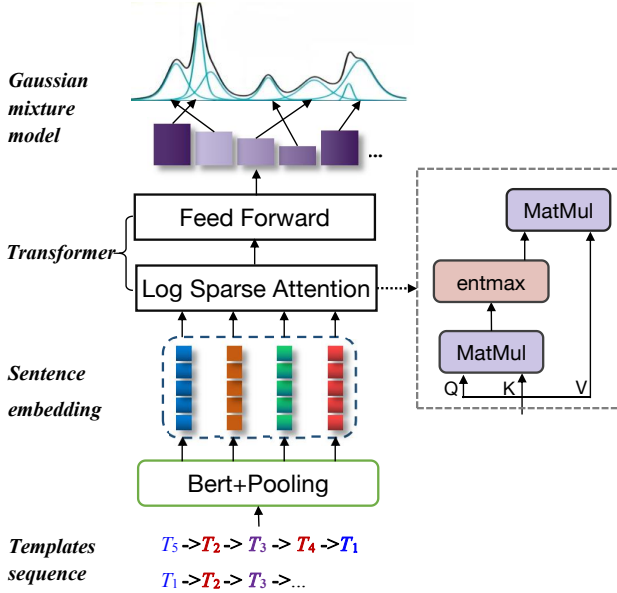 Gaussian
mixture
model
...
Feed Forward
Transformer
Log Sparse Attention
MatMul
entmax
MatMul
Q K V
Sentence
embedding
Bert+Pooling
Templates
sequence
T5 ->T2-> T3-> T4->T1
T1->T2->T3->...